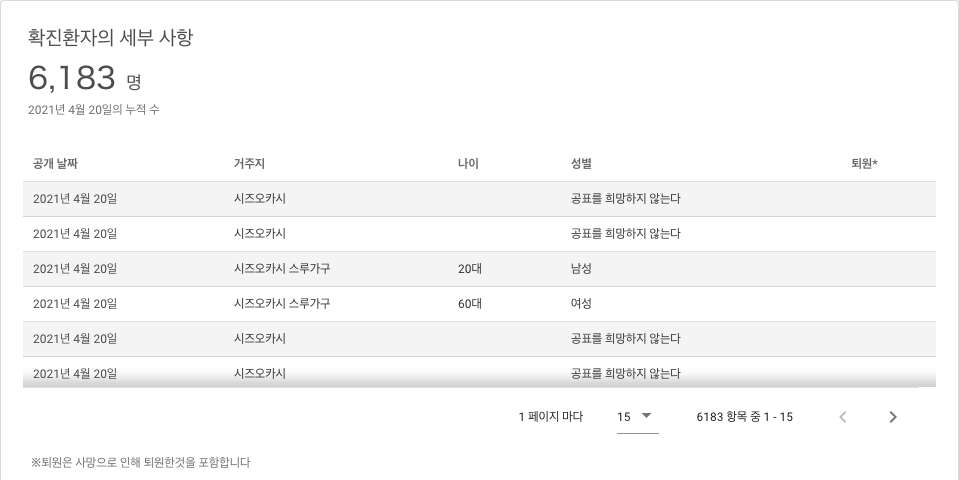 확진환자의 세부 사항
6,183 명
2021년 4월 20일의 누적 수
공개 날짜 거주지 나이 성별 퇴원*
2021년 4월 20일 시즈오카시 공표를 희망하지 않는다
2021년 4월 20일 시즈오카시 공표를 희망하지 않는다
2021년 4월 20일 시즈오카시 스루가구 20대 남성
2021년 4월 20일 시즈오카시 스루가구 60대 여성
2021년 4월 20일 시즈오카시 공표를 희망하지 않는다
2021년 4월 20일 시즈오카시 공표를 희망하지 않는다
1 페이지 마다 15 6183 항목 중 1 - 15
※퇴원은 사망으로 인해 퇴원한것을 포함합니다